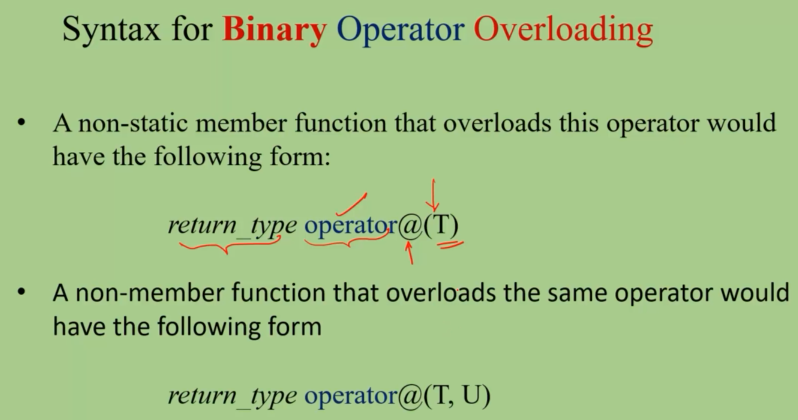 Syntax for Binary Operator Overloading
• A non-static member function that overloads this operator would
have the following form:
return_type operator@(T)
• A non-member function that overloads the same operator would
have the following form
return_type operator@(T, U)